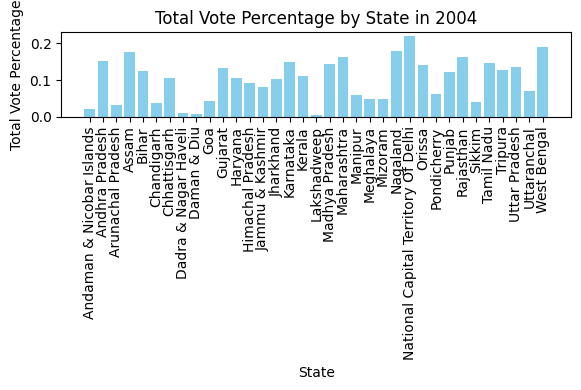 Total Vote Percentage by State in 2004
Total Vote Percentage
0.2
0.1
0.0
Andaman & Nicobar Islands
Andhra Pradesh
Arunachal Pradesh
Assam
Bihar
Chandigarh
Chhattisgarh
Dadra & Nagar Haveli
Daman & Diu
Goa
Gujarat
Haryana
Himachal Pradesh
Jammu & Kashmir
Jharkhand
Karnataka
Kerala
Lakshadweep
Madhya Pradesh
Maharashtra
Manipur
Meghalaya
Mizoram
Nagaland
National Capital Territory Of Delhi
Orissa
Pondicherry
Punjab
Rajasthan
Sikkim
Tamil Nadu
Tripura
Uttar Pradesh
Uttaranchal
West Bengal
State